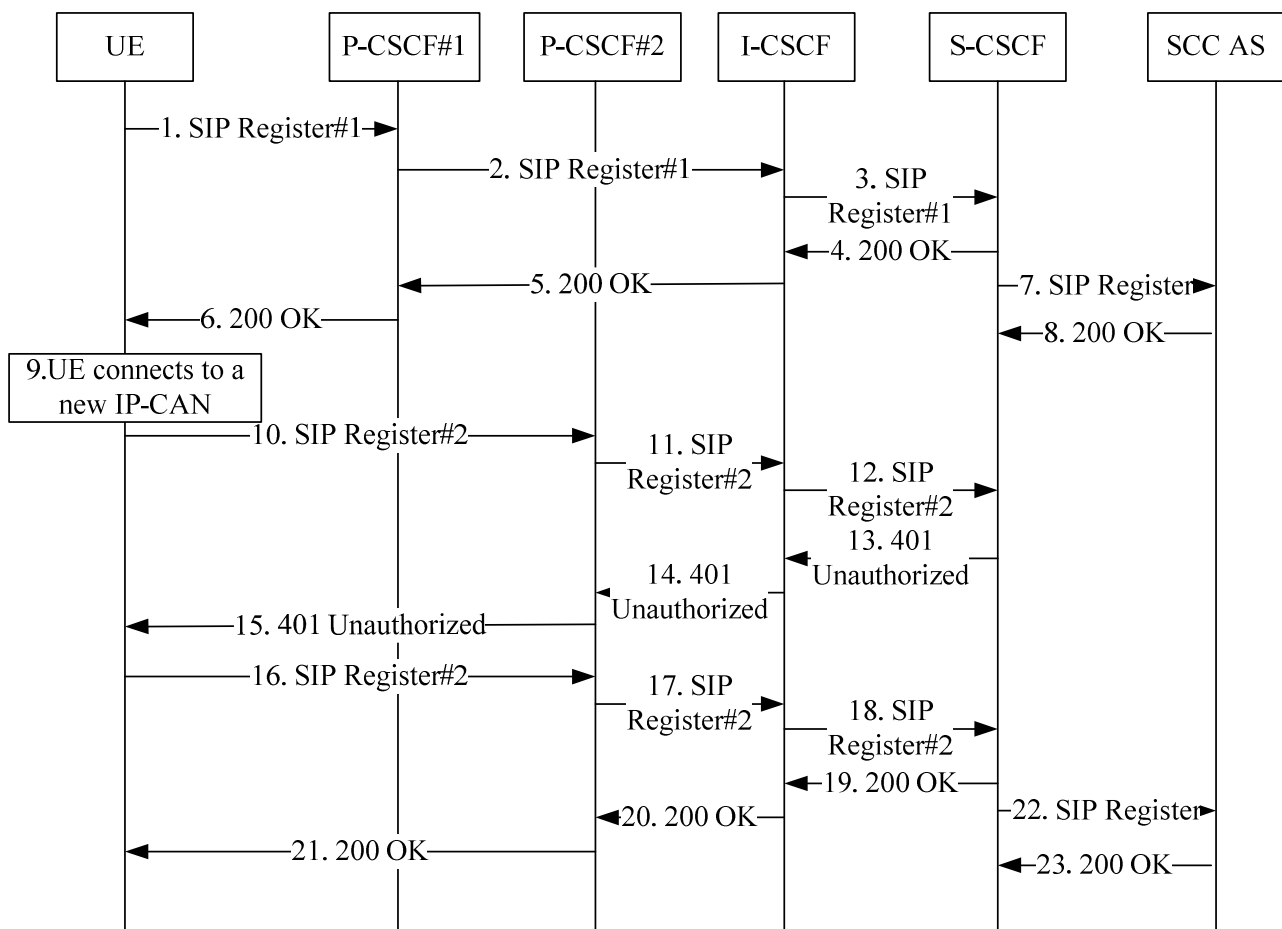 UE
P-CSCF#1
P-CSCF#2
I-CSCF
S-CSCF
SCC AS
1. SIP Register#1
2. SIP Register#1
3. SIP
Register#1
4. 200 OK
5. 200 OK
7. SIP Register
6. 200 OK
8. 200 OK
9.UE connects to a
new IP-CAN
10. SIP Register#2
11. SIP
Register#2
12. SIP
Register#2
13. 401
Unauthorized
14. 401
Unauthorized
15. 401 Unauthorized
16. SIP Register#2
17. SIP
Register#2
18. SIP
Register#2
19. 200 OK
20. 200 OK
22. SIP Register
21. 200 OK
23. 200 OK